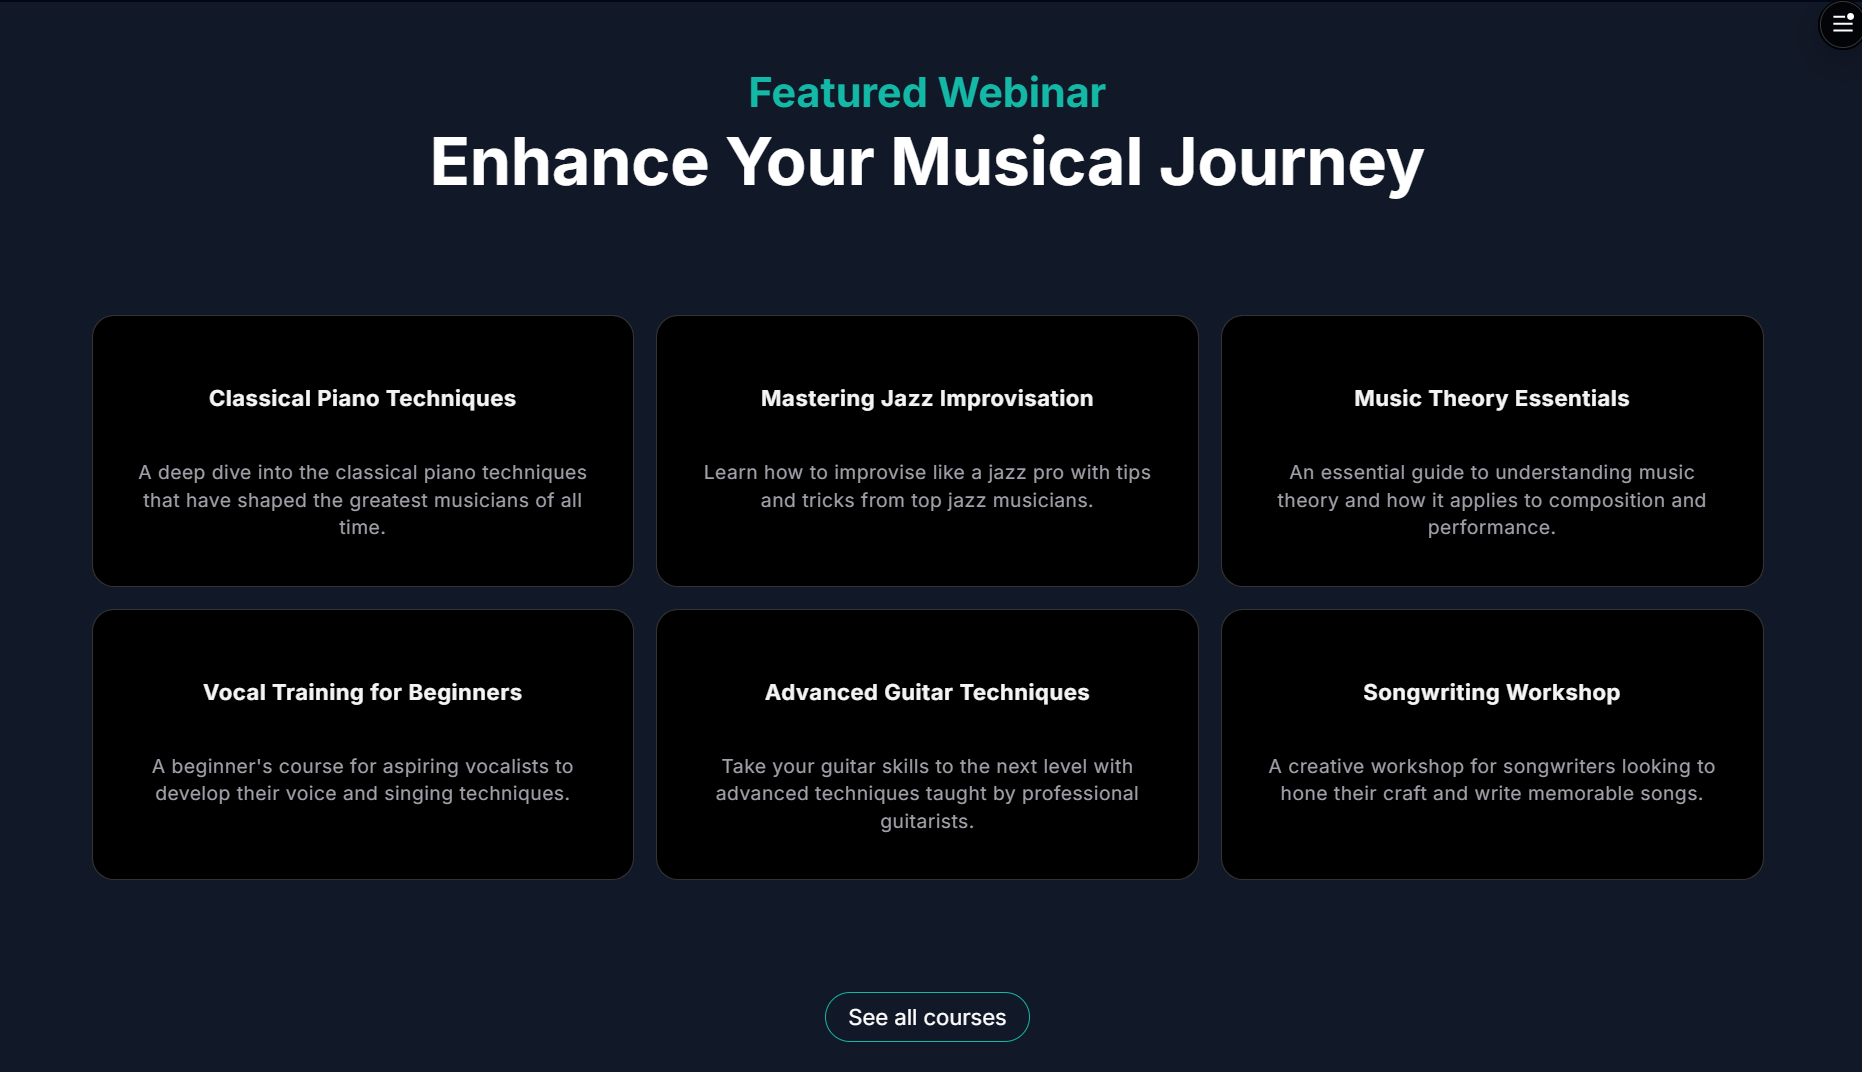 Featured Webinar
Enhance Your Musical Journey
Classical Piano Techniques
A deep dive into the classical piano techniques
that have shaped the greatest musicians of all
time.
Mastering Jazz Improvisation
Learn how to improvise like a jazz pro with tips
and tricks from top jazz musicians.
Music Theory Essentials
An essential guide to understanding music
theory and how it applies to composition and
performance.
Vocal Training for Beginners
A beginner's course for aspiring vocalists to
develop their voice and singing techniques.
Advanced Guitar Techniques
Take your guitar skills to the next level with
advanced techniques taught by professional
guitarists.
Songwriting Workshop
A creative workshop for songwriters looking to
hone their craft and write memorable songs.
See all courses